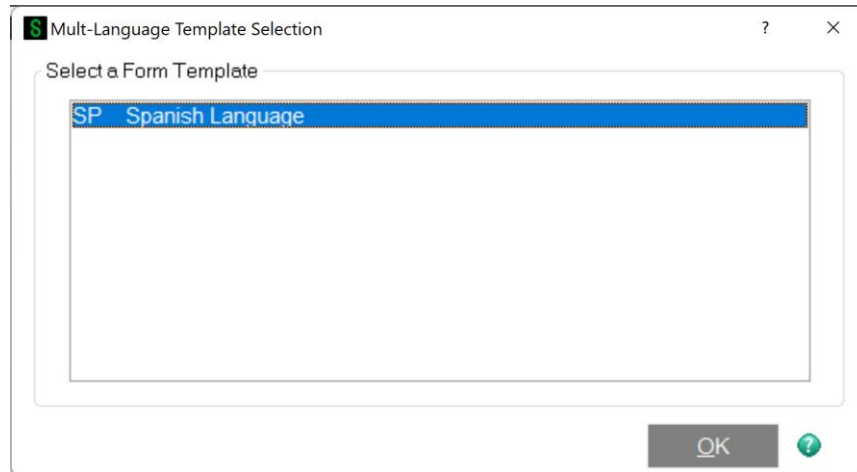 S Mult-Language Template Selection ?
Select a Form Template
SP Spanish Language
OK ?